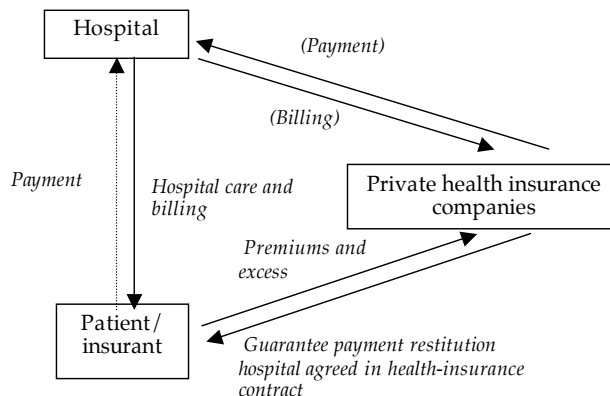 Hospital
(Payment)
(Billing)
Payment
Hospital care and
billing
Private health insurance
companies
Premiums and
excess
Patient/
insurant
Guarantee payment restitution
hospital agreed in health-insurance
contract